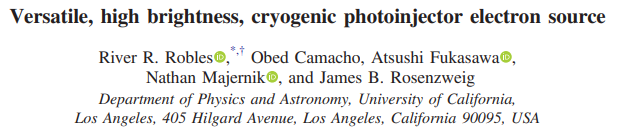 Versatile, high brightness, cryogenic photoinjector electron source
River R. Robles,*,† Obed Camacho, Atsushi Fukasawa,
Nathan Majernik, and James B. Rosenzweig
Department of Physics and Astronomy, University of California,
Los Angeles, 405 Hilgard Avenue, Los Angeles, California 90095, USA